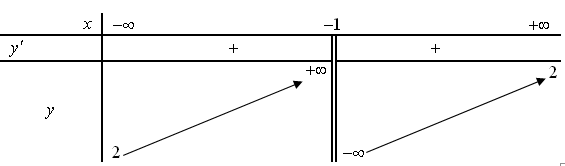 x −∞ −1 +∞
y' + +
+∞ 2
y
2 −∞